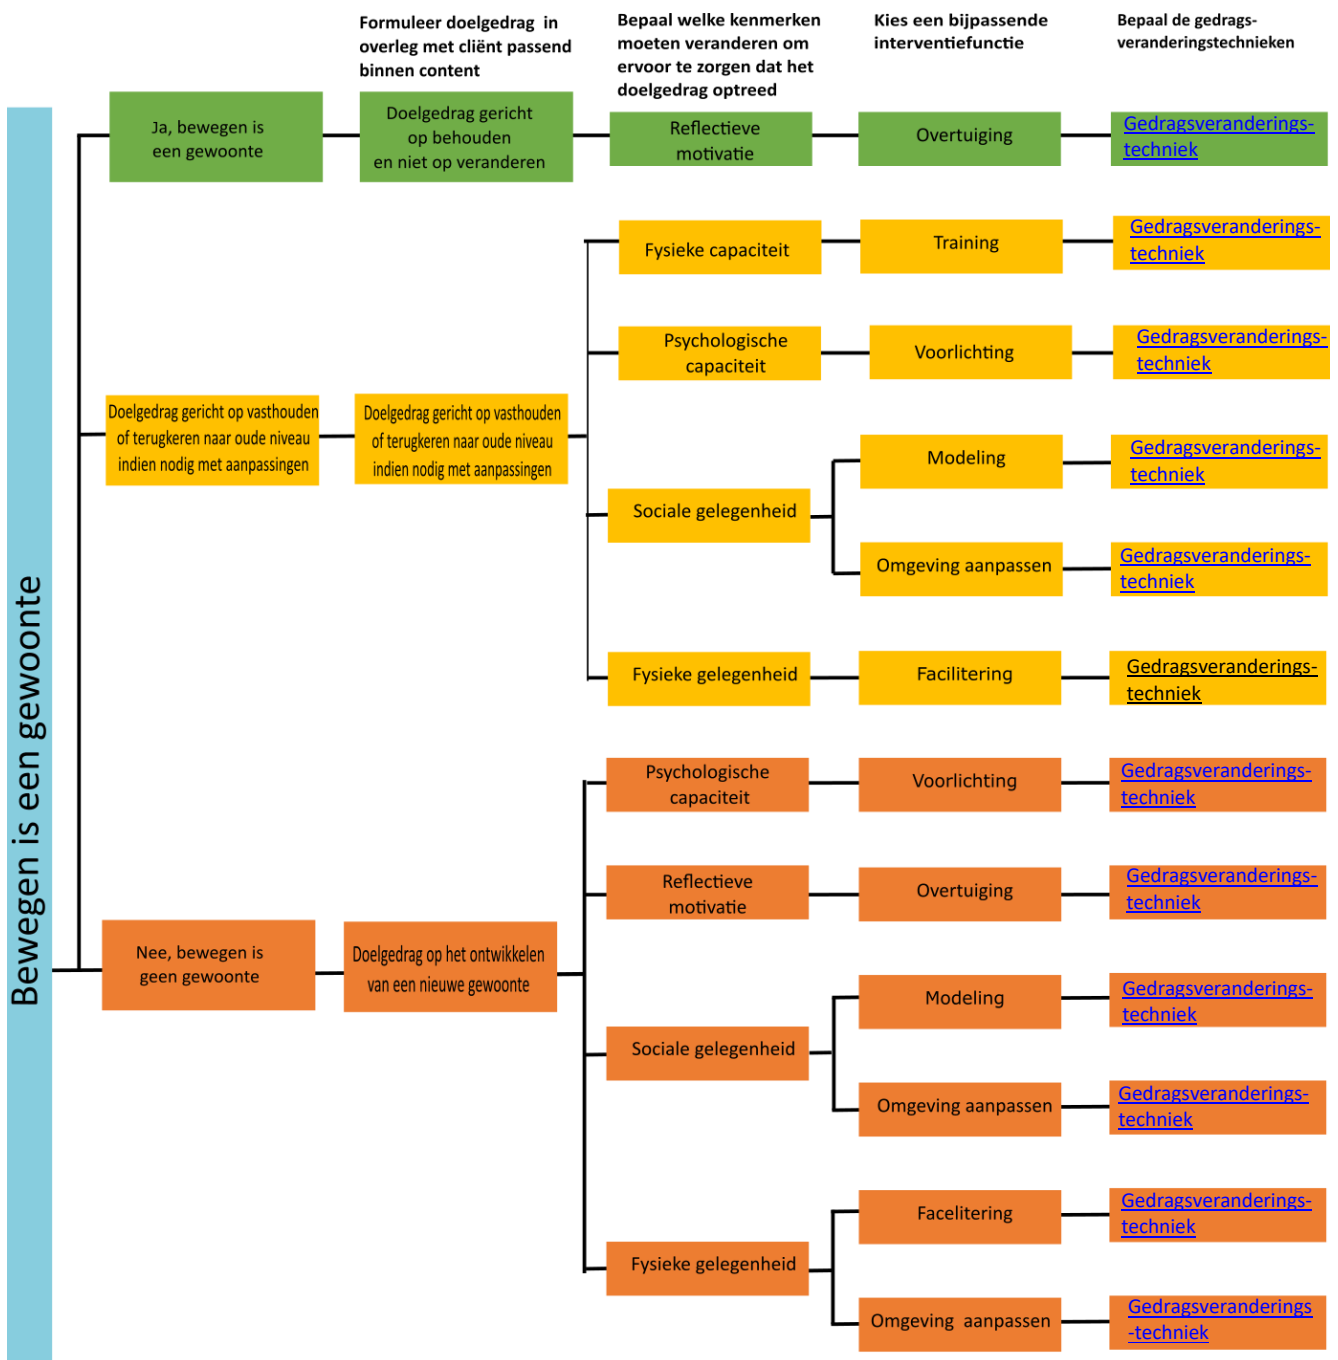 Formuleer doelgedrag  in
overleg met cliënt passend
binnen content
Bepaal welke kenmerken
moeten veranderen om
ervoor te zorgen dat het
doelgedrag optreed
Kies een bijpassende
interventiefunctie
Bepaal de gedrags-
veranderingstechnieken
Bewegen is een gewoonte
Ja, bewegen is
een gewoonte
Doelgedrag gericht
op behouden
en niet op veranderen
Reflectieve
motivatie
Overtuiging
Gedragsveranderings-
techniek
Doelgedrag gericht op vasthouden
of terugkeren naar oude niveau
indien nodig met aanpassingen
Doelgedrag gericht op vasthouden
of terugkeren naar oude niveau
indien nodig met aanpassingen
Fysieke capaciteit
Training
Gedragsveranderings-
techniek
Psychologische
capaciteit
Voorlichting
Gedragsveranderings-
techniek
Sociale gelegenheid
Modeling
Gedragsveranderings-
techniek
Omgeving aanpassen
Gedragsveranderings-
techniek
Fysieke gelegenheid
Facilitering
Gedragsveranderings-
techniek
Nee, bewegen is
geen gewoonte
Doelgedrag op het ontwikkelen
van een nieuwe gewoonte
Psychologische
capaciteit
Voorlichting
Gedragsveranderings-
techniek
Reflectieve
motivatie
Overtuiging
Gedragsveranderings-
techniek
Sociale gelegenheid
Modeling
Gedragsveranderings-
techniek
Omgeving aanpassen
Gedragsveranderings-
techniek
Fysieke gelegenheid
Facelitering
Gedragsveranderings-
techniek
Omgeving  aanpassen
Gedragsveranderings
-techniek